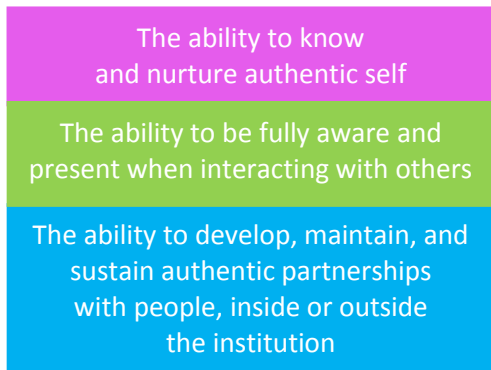 The ability to know
and nurture authentic self
The ability to be fully aware and
present when interacting with others
The ability to develop, maintain, and
sustain authentic partnerships
with people, inside or outside
the institution